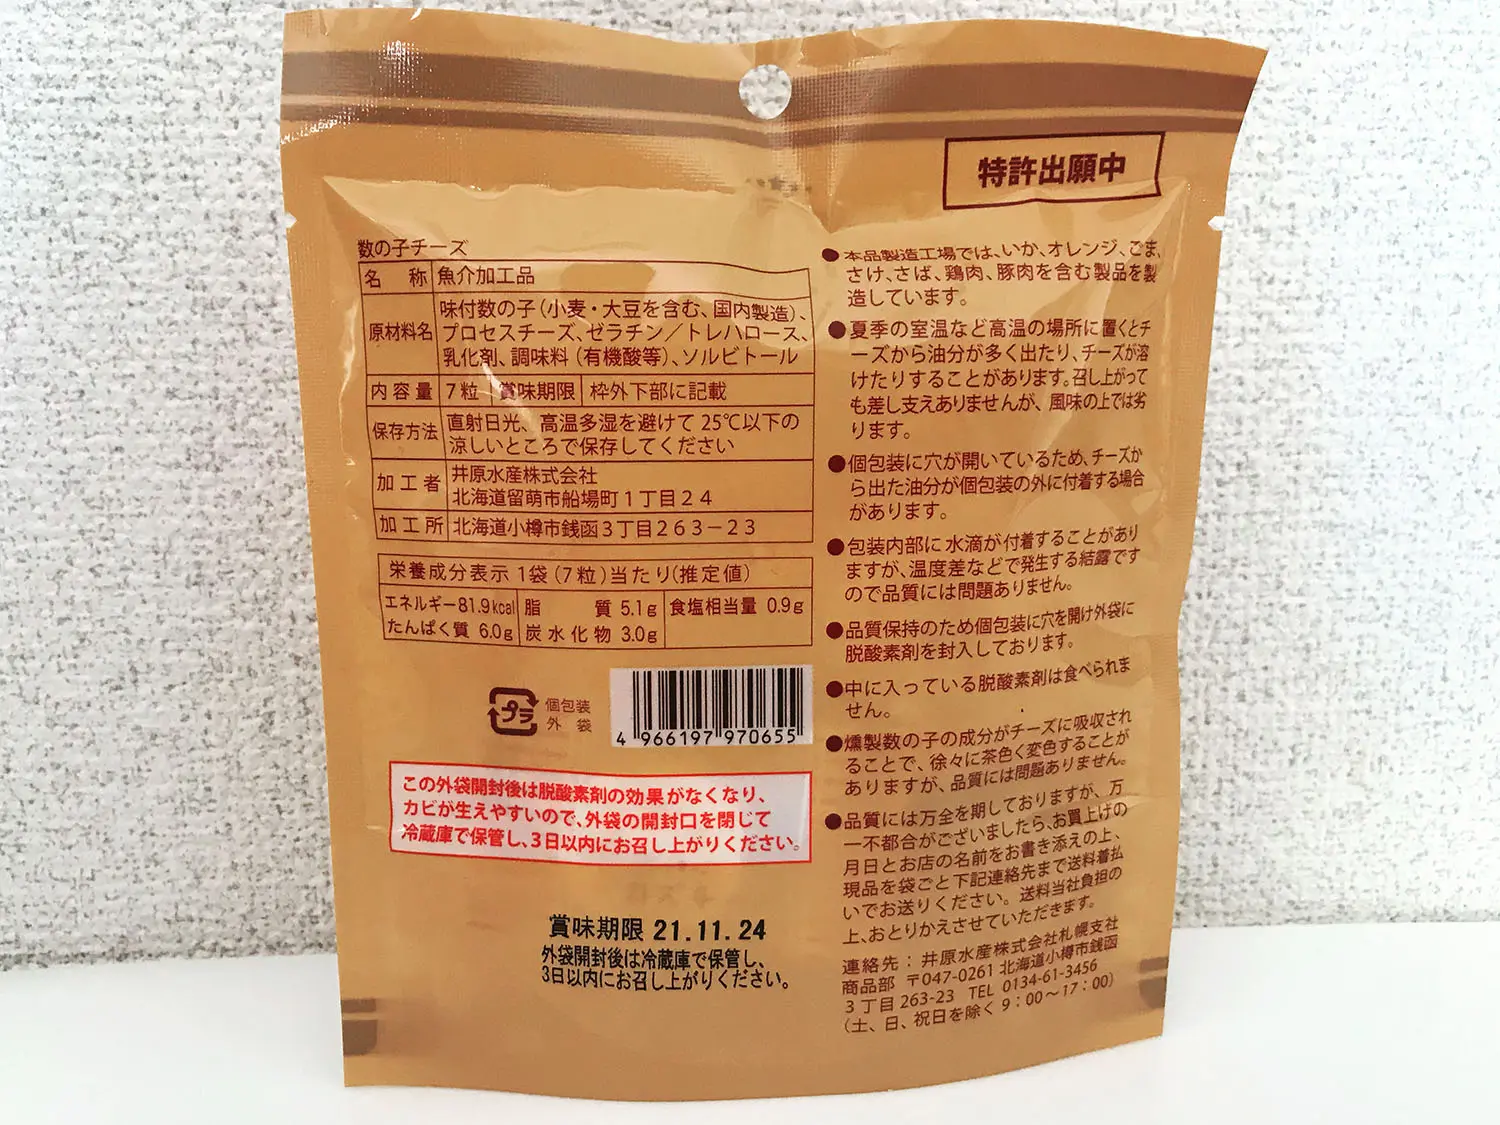 特許出願中
数の子チーズ
名称 魚介加工品
原材料名 味付数の子(小麦・大豆を含む、国内製造)、
プロセスチーズ、ゼラチン/トレハロース、
乳化剤、調味料(有機酸等)、ソルビトール
内容量 7粒 賞味期限 枠外下部に記載
保存方法 直射日光、高温多湿を避けて25℃以下の
涼しいところで保存してください
加工者 井原水産株式会社
北海道留萌市船場町1丁目24
加工所 北海道小樽市銭函3丁目263-23
栄養成分表示 1袋(7粒)当たり(推定値)
エネルギー 81.9kcal 脂質 5.1g 食塩相当量 0.9g
たんぱく質 6.0g 炭水化物 3.0g
プラ
個包装
外袋
4 966197 970655
この外袋開封後は脱酸素剤の効果がなくなり、
カビが生えやすいので、外袋の開封口を閉じて
冷蔵庫で保管し、3日以内にお召し上がりください。
賞味期限 21.11.24
外袋開封後は冷蔵庫で保管し、
3日以内にお召し上がりください。
●本品製造工場では、いか、オレンジ、ごま、
さけ、さば、鶏肉、豚肉を含む製品を製
造しています。
●夏季の室温など高温の場所に置くとチ
ーズから油分が多く出たり、チーズが溶
けたりすることがあります。召し上がって
も差し支えありませんが、風味の上では劣
ります。
●個包装に穴が開いているため、チーズか
ら出た油分が個包装の外に付着する場合
があります。
●包装内部に水滴が付着することがあり
ますが、温度差などで発生する結露です
ので品質には問題ありません。
●品質保持のため個包装に穴を開け外袋に
脱酸素剤を封入しております。
●中に入っている脱酸素剤は食べられま
せん。
●燻製数の子の成分がチーズに吸収され
ることで、徐々に茶色く変色することが
ありますが、品質には問題ありません。
●品質には万全を期しておりますが、万
一不都合がございましたら、お買上げの
月日とお店の名前をお書き添えの上、
現品を袋ごと下記連絡先まで送料着払
いでお送りください。送料当社負担の
上、おとりかえさせていただきます。
連絡先:井原水産株式会社札幌支社
商品部 〒047-0261 北海道小樽市銭函
3丁目263-23 TEL 0134-61-3456
(土、日、祝日を除く9:00~17:00)